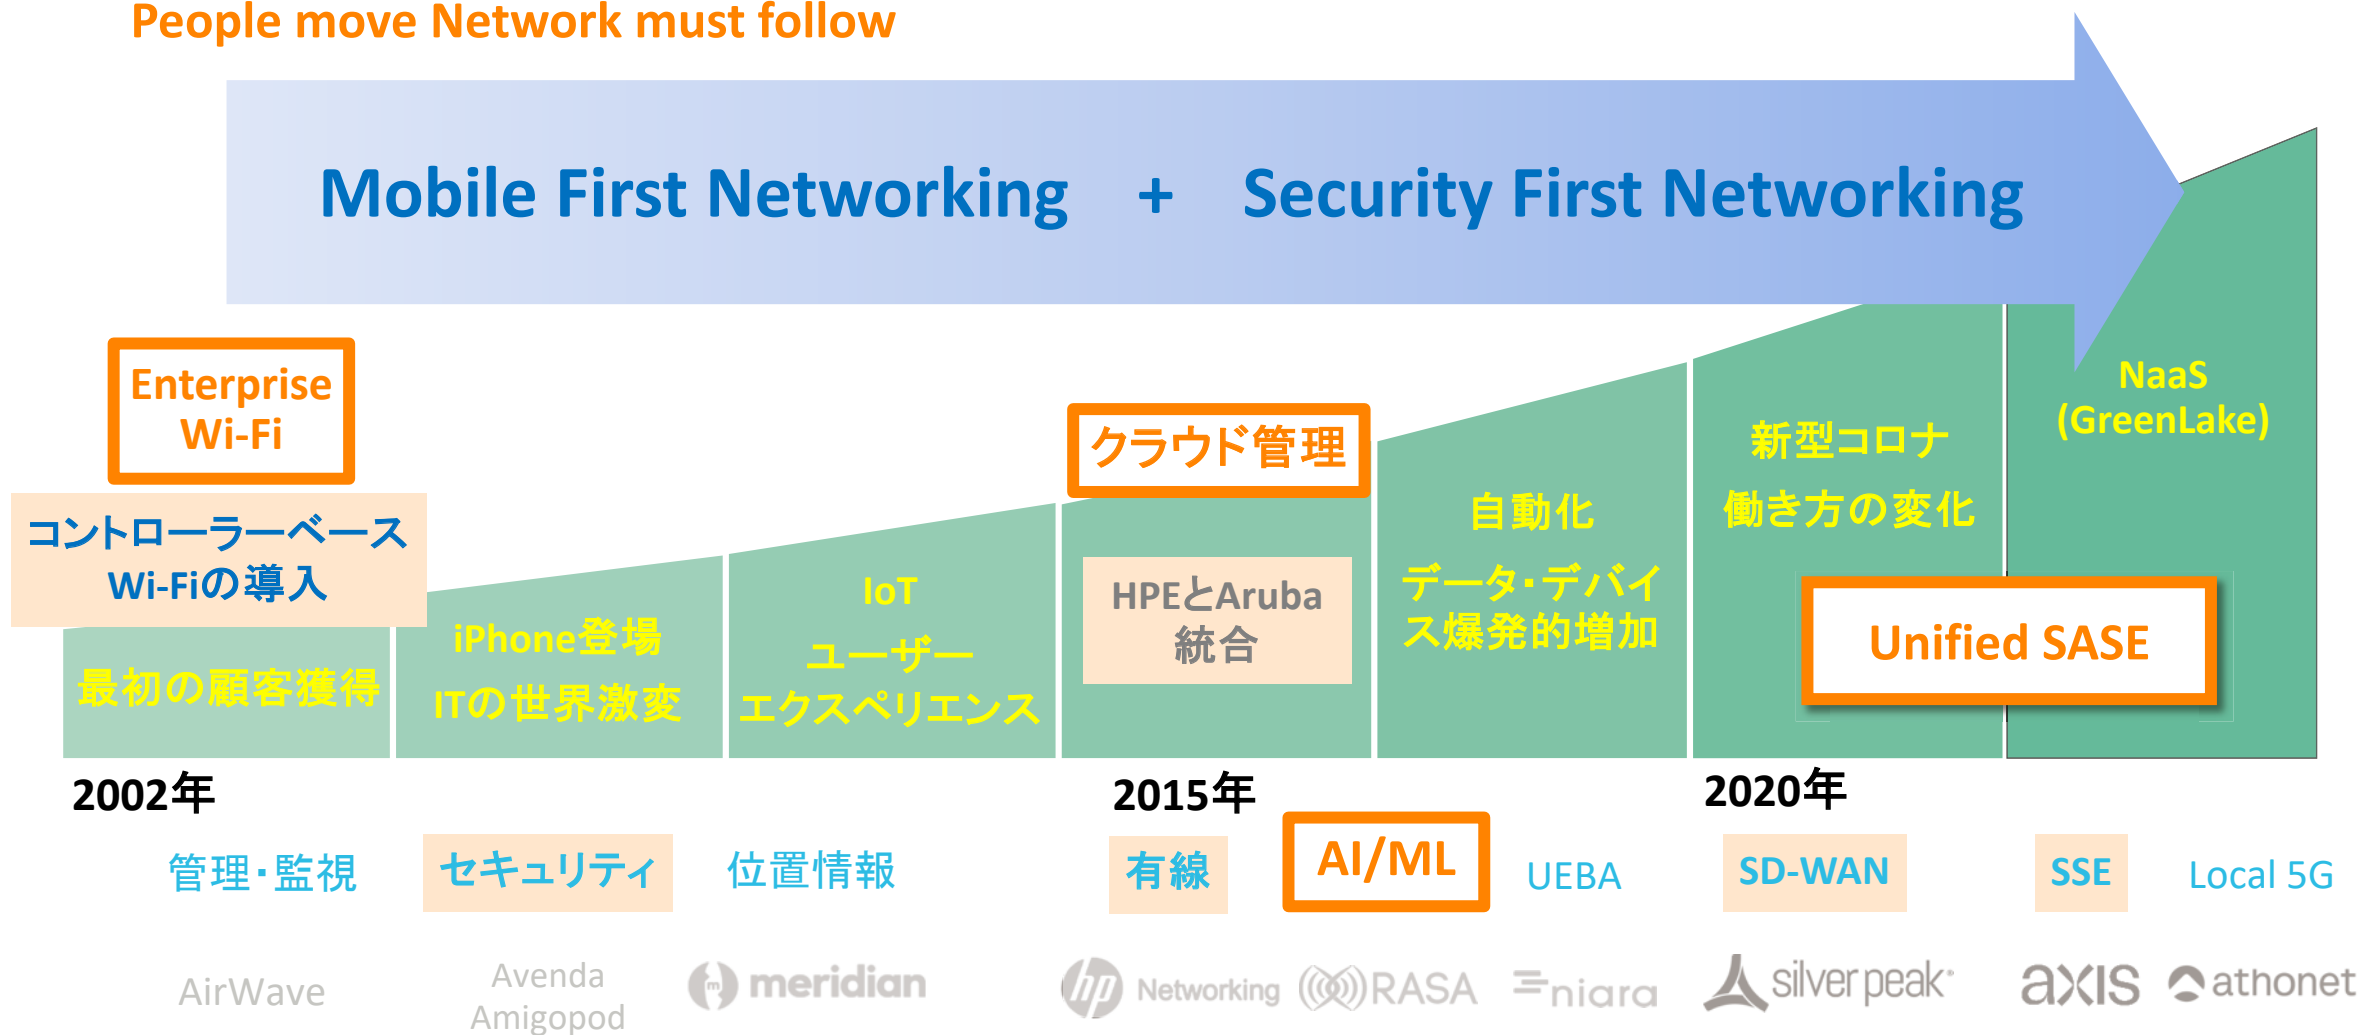 People move Network must follow
Mobile First Networking + Security First Networking
Enterprise
Wi-Fi
コントローラーベース
Wi-Fiの導入
最初の顧客獲得
iPhone登場
ITの世界激変
IoT
ユーザー
エクスペリエンス
クラウド管理
HPEとAruba
統合
自動化
データ・デバイ
ス爆発的増加
新型コロナ
働き方の変化
NaaS
(GreenLake)
Unified SASE
2002年
2015年
2020年
管理・監視
セキュリティ
位置情報
有線
AI/ML
UEBA
SD-WAN
SSE
Local 5G
AirWave
Avenda
Amigopod
m meridian
hp Networking
RASA
niara
silver peak®
axis
athonet